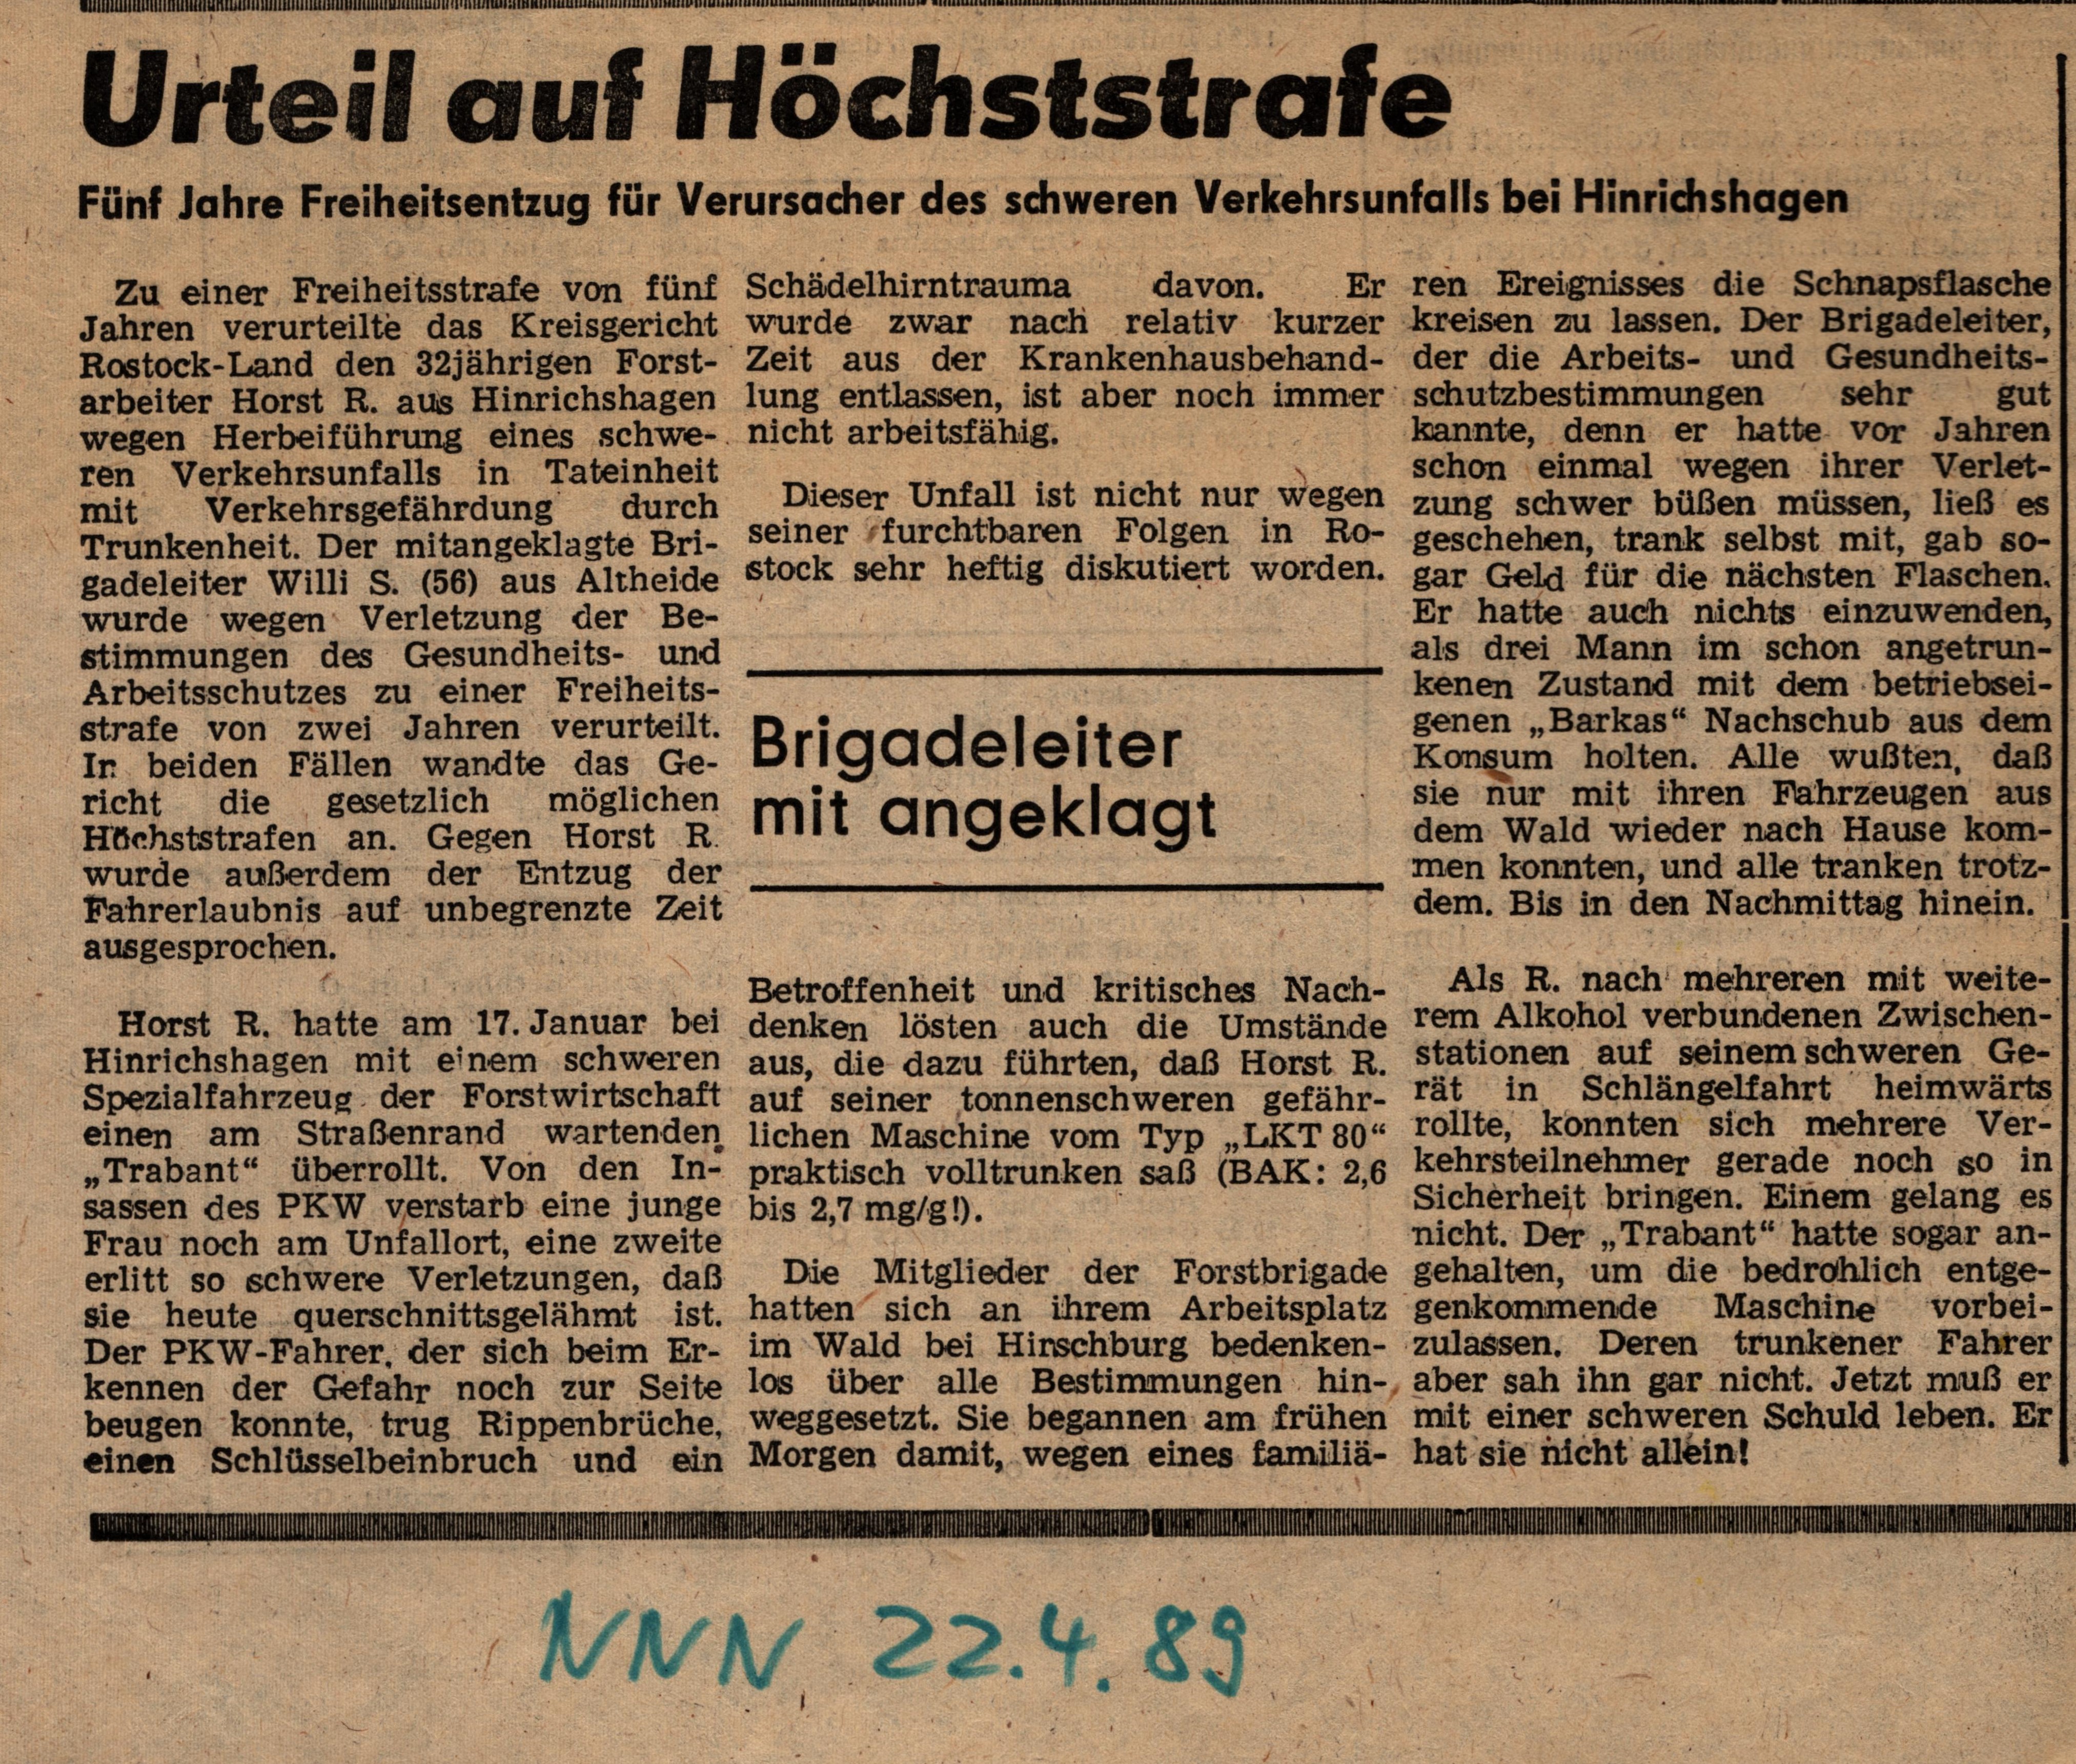 Urteil auf Höchststrafe
Fünf Jahre Freiheitsentzug für Verursacher des schweren Verkehrsunfalls bei Hinrichshagen
Zu einer Freiheitsstrafe von fünf
Jahren verurteilte das Kreisgericht
Rostock-Land den 32jährigen Forst-
arbeiter Horst R. aus Hinrichshagen
wegen Herbeiführung eines schwe-
ren Verkehrsunfalls in Tateinheit
mit Verkehrsgefährdung durch
Trunkenheit. Der mitangeklagte Bri-
gadeleiter Willi S. (56) aus Altheide
wurde wegen Verletzung der Be-
stimmungen des Gesundheits- und
Arbeitsschutzes zu einer Freiheits-
strafe von zwei Jahren verurteilt.
In beiden Fällen wandte das Ge-
richt die gesetzlich möglichen
Höchststrafen an. Gegen Horst R.
wurde außerdem der Entzug der
Fahrerlaubnis auf unbegrenzte Zeit
ausgesprochen.
Horst R. hatte am 17. Januar bei
Hinrichshagen mit einem schweren
Spezialfahrzeug der Forstwirtschaft
einen am Straßenrand wartenden
„Trabant“ überrollt. Von den In-
sassen des PKW verstarb eine junge
Frau noch am Unfallort, eine zweite
erlitt so schwere Verletzungen, daß
sie heute querschnittsgelähmt ist.
Der PKW-Fahrer, der sich beim Er-
kennen der Gefahr noch zur Seite
beugen konnte, trug Rippenbrüche,
einen Schlüsselbeinbruch und ein
Schädelhirntrauma davon. Er
wurde zwar nach relativ kurzer
Zeit aus der Krankenhausbehand-
lung entlassen, ist aber noch immer
nicht arbeitsfähig.
Dieser Unfall ist nicht nur wegen
seiner furchtbaren Folgen in Ro-
stock sehr heftig diskutiert worden.
Brigadeleiter
mit angeklagt
Betroffenheit und kritisches Nach-
denken lösten auch die Umstände
aus, die dazu führten, daß Horst R.
auf seiner tonnenschweren gefähr-
lichen Maschine vom Typ „LKT 80“
praktisch volltrunken saß (BAK: 2,6
bis 2,7 mg/g!).
Die Mitglieder der Forstbrigade
hatten sich an ihrem Arbeitsplatz
im Wald bei Hirschburg bedenken-
los über alle Bestimmungen hin-
weggesetzt. Sie begannen am frühen
Morgen damit, wegen eines familiä-
ren Ereignisses die Schnapsflasche
kreisen zu lassen. Der Brigadeleiter,
der die Arbeits- und Gesundheits-
schutzbestimmungen sehr gut
kannte, denn er hatte vor Jahren
schon einmal wegen ihrer Verlet-
zung schwer büßen müssen, ließ es
geschehen, trank selbst mit, gab so-
gar Geld für die nächsten Flaschen.
Er hatte auch nichts einzuwenden,
als drei Mann im schon angetrun-
kenen Zustand mit dem betriebsei-
genen „Barkas“ Nachschub aus dem
Konsum holten. Alle wußten, daß
sie nur mit ihren Fahrzeugen aus
dem Wald wieder nach Hause kom-
men konnten, und alle tranken trotz-
dem. Bis in den Nachmittag hinein.
Als R. nach mehreren mit weite-
rem Alkohol verbundenen Zwischen-
stationen auf seinem schweren Ge-
rät in Schlängelfahrt heimwärts
rollte, konnten sich mehrere Ver-
kehrsteilnehmer gerade noch so in
Sicherheit bringen. Einem gelang es
nicht. Der „Trabant“ hatte sogar an-
gehalten, um die bedrohlich entge-
genkommende Maschine vorbei-
zulassen. Deren trunkener Fahrer
aber sah ihn gar nicht. Jetzt muß er
mit einer schweren Schuld leben. Er
hat sie nicht allein!
NNN 22.4.89